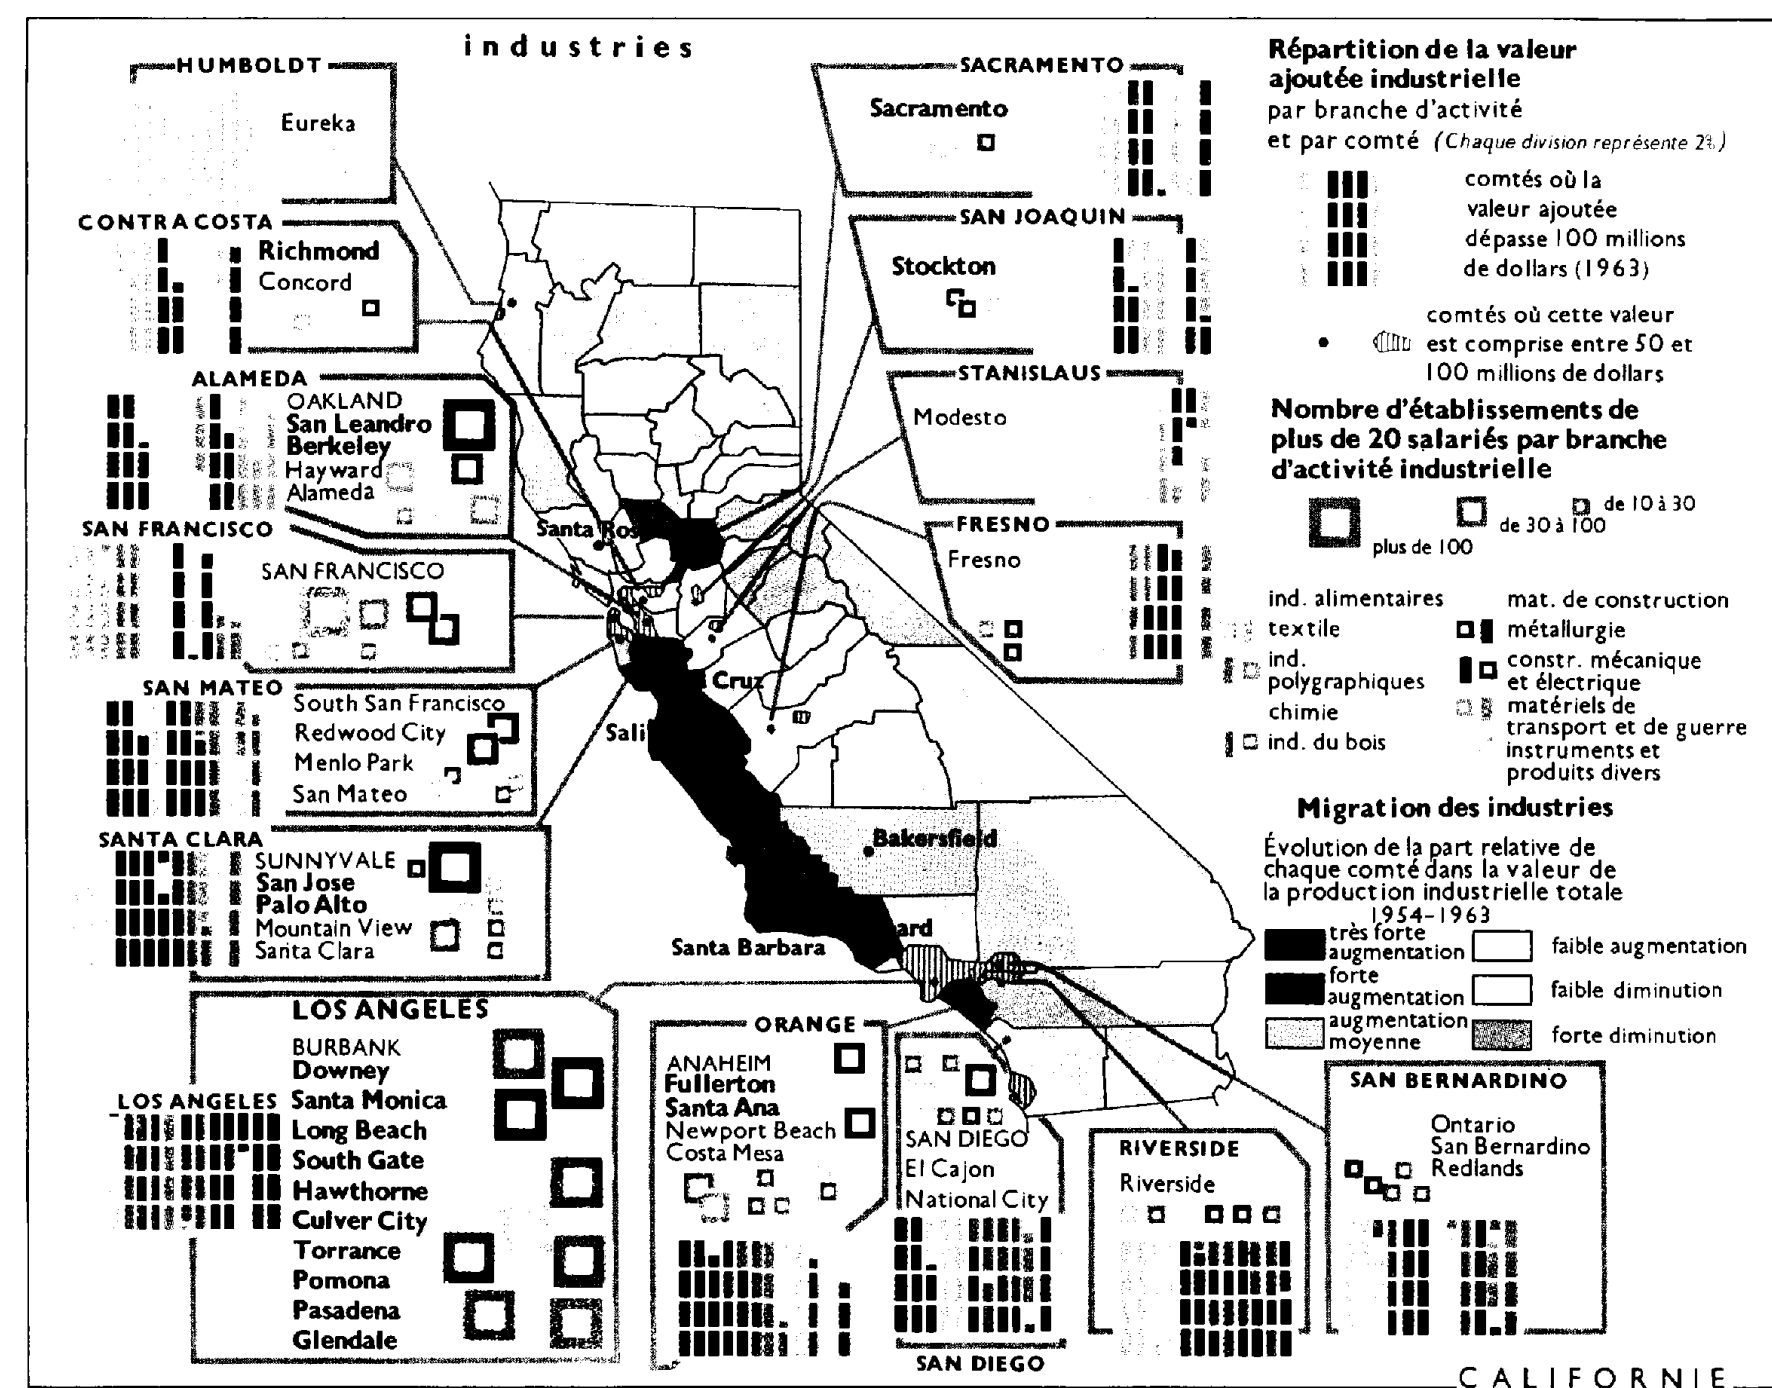 industries
HUMBOLDT
Eureka
CONTRA COSTA
Richmond
Concord
ALAMEDA
OAKLAND
San Leandro
Berkeley
Hayward
Alameda
SAN FRANCISCO
SAN FRANCISCO
SAN MATEO
South San Francisco
Redwood City
Menlo Park
San Mateo
SANTA CLARA
SUNNYVALE
San Jose
Palo Alto
Mountain View
Santa Clara
LOS ANGELES
LOS ANGELES
BURBANK
Downey
Santa Monica
Long Beach
South Gate
Hawthorne
Culver City
Torrance
Pomona
Pasadena
Glendale
ORANGE
ANAHEIM
Fullerton
Santa Ana
Newport Beach
Costa Mesa
SAN DIEGO
El Cajon
National City
SAN DIEGO
RIVERSIDE
Riverside
SAN BERNARDINO
Ontario
San Bernardino
Redlands
SACRAMENTO
Sacramento
SAN JOAQUIN
Stockton
STANISLAUS
Modesto
FRESNO
Fresno
Santa Ros
Cruz
Sali
Bakersfield
ard
Santa Barbara
Répartition de la valeur
ajoutée industrielle
par branche d'activité
et par comté (Chaque division représente 2%)
comtés où la
valeur ajoutée
dépasse 100 millions
de dollars (1963)
comtés où cette valeur
est comprise entre 50 et
100 millions de dollars
Nombre d'établissements de
plus de 20 salariés par branche
d'activité industrielle
plus de 100
de 30 à 100
de 10 à 30
ind. alimentaires
textile
ind.
polygraphiques
chimie
ind. du bois
mat. de construction
métallurgie
constr. mécanique
et électrique
matériels de
transport et de guerre
instruments et
produits divers
Migration des industries
Évolution de la part relative de
chaque comté dans la valeur de
la production industrielle totale
1954-1963
très forte
augmentation
forte
augmentation
augmentation
moyenne
faible augmentation
faible diminution
forte diminution
CALIFORNIE